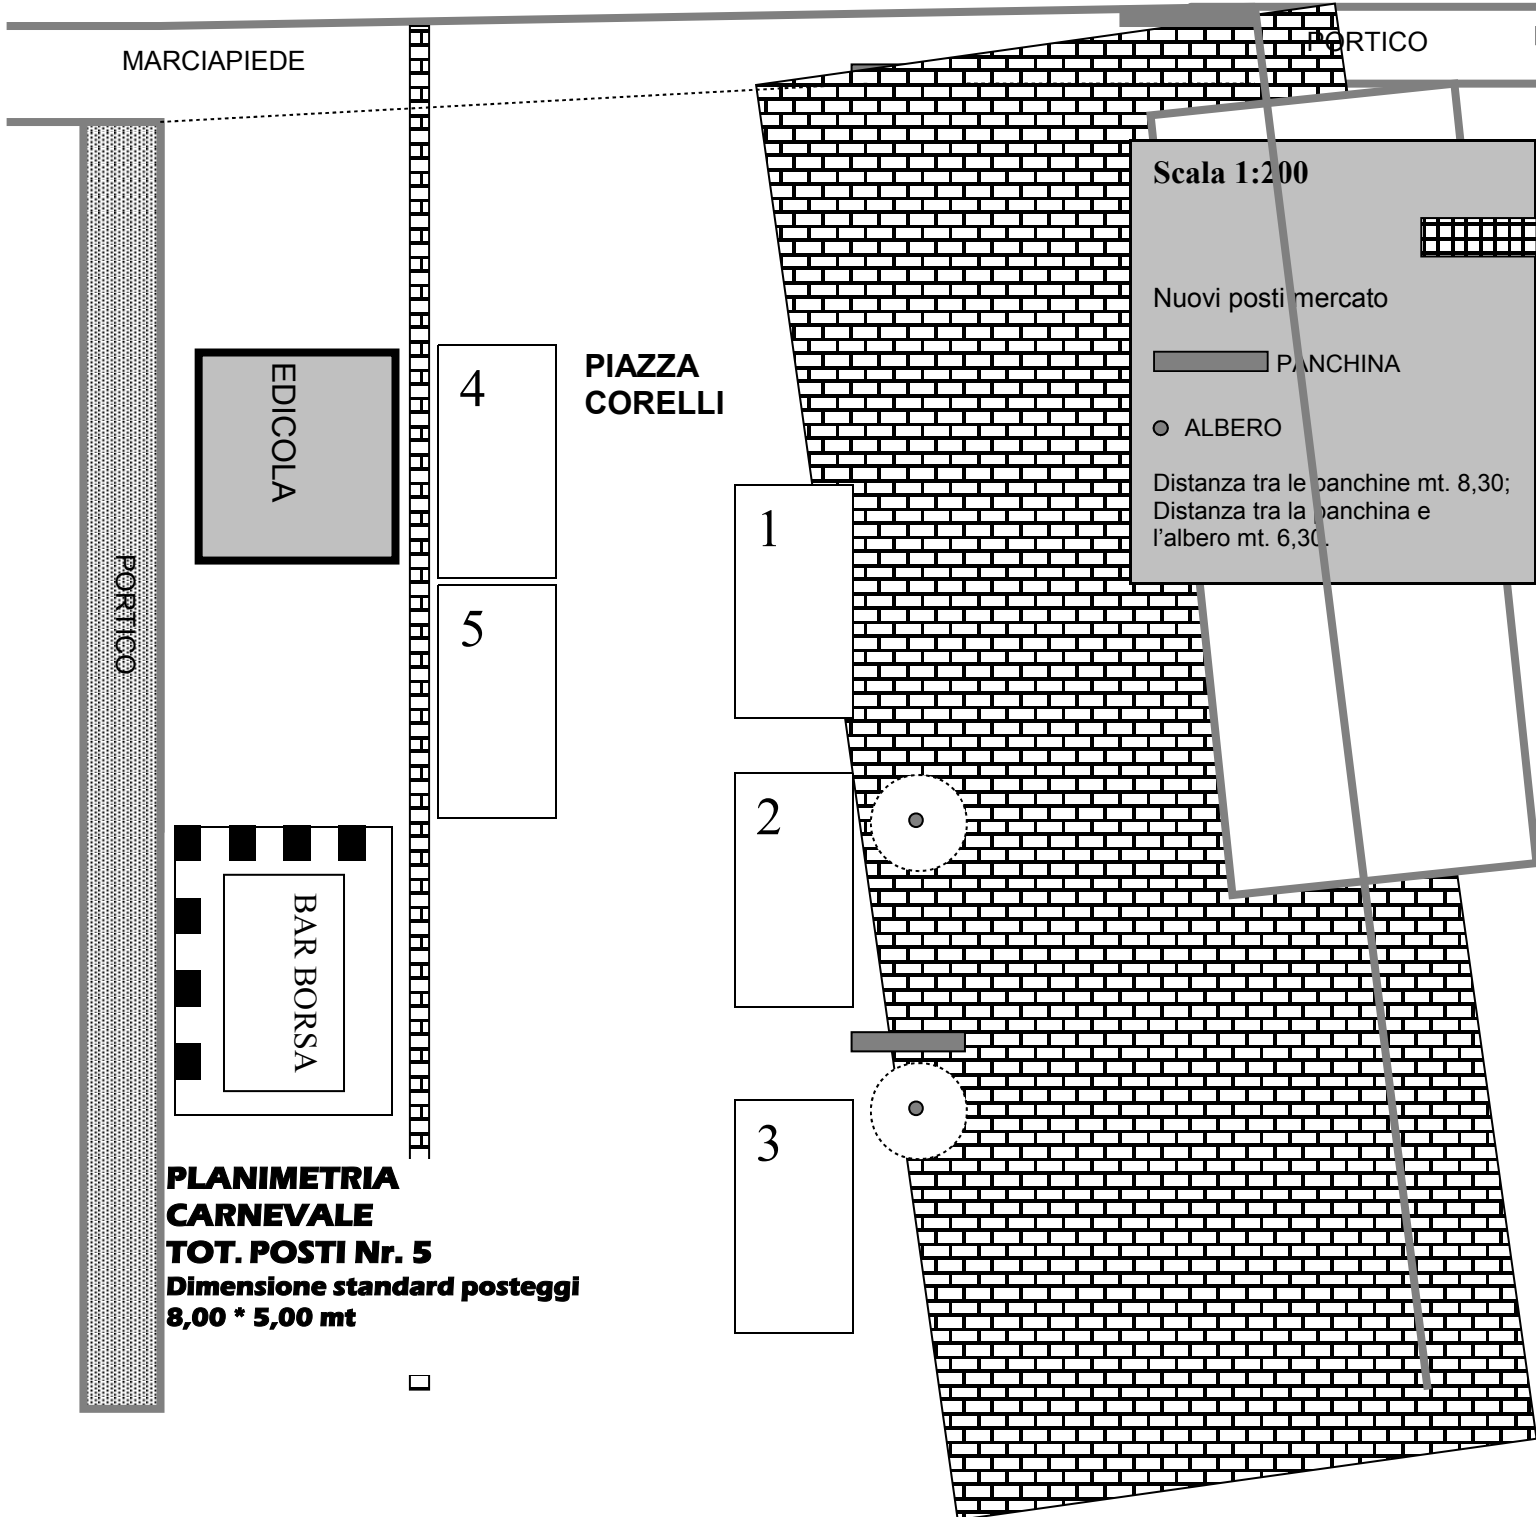 MARCIAPIEDE
PORTICO
Scala 1:200
Nuovi posti mercato
PANCHINA
ALBERO
Distanza tra le panchine mt. 8,30;
Distanza tra la panchina e
l'albero mt. 6,30.
EDICOLA
4
PIAZZA
CORELLI
1
PORTICO
5
2
BAR BORSA
3
PLANIMETRIA
CARNEVALE
TOT. POSTI Nr. 5
Dimensione standard posteggi
8,00 * 5,00 mt